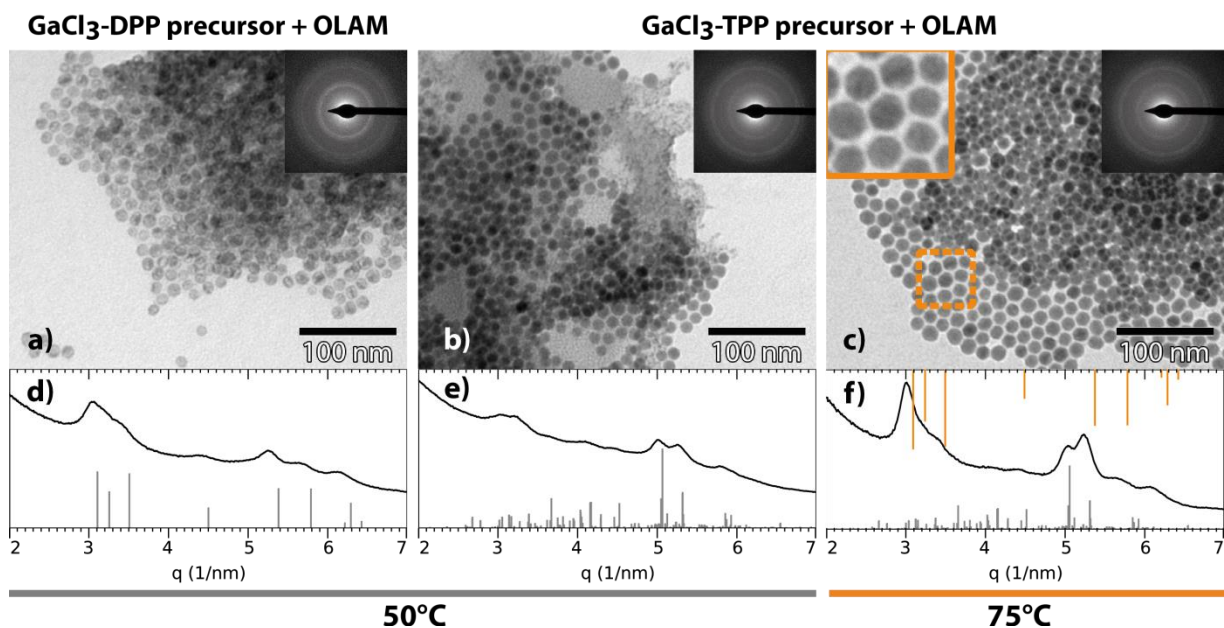 GaCl3-DPP precursor + OLAM
GaCl3-TPP precursor + OLAM
a)
100 nm
b)
100 nm
c)
100 nm
d)
e)
f)
2 3 4 5 6 7
2 3 4 5 6 7
2 3 4 5 6 7
q (1/nm)
q (1/nm)
q (1/nm)
50°C
75°C